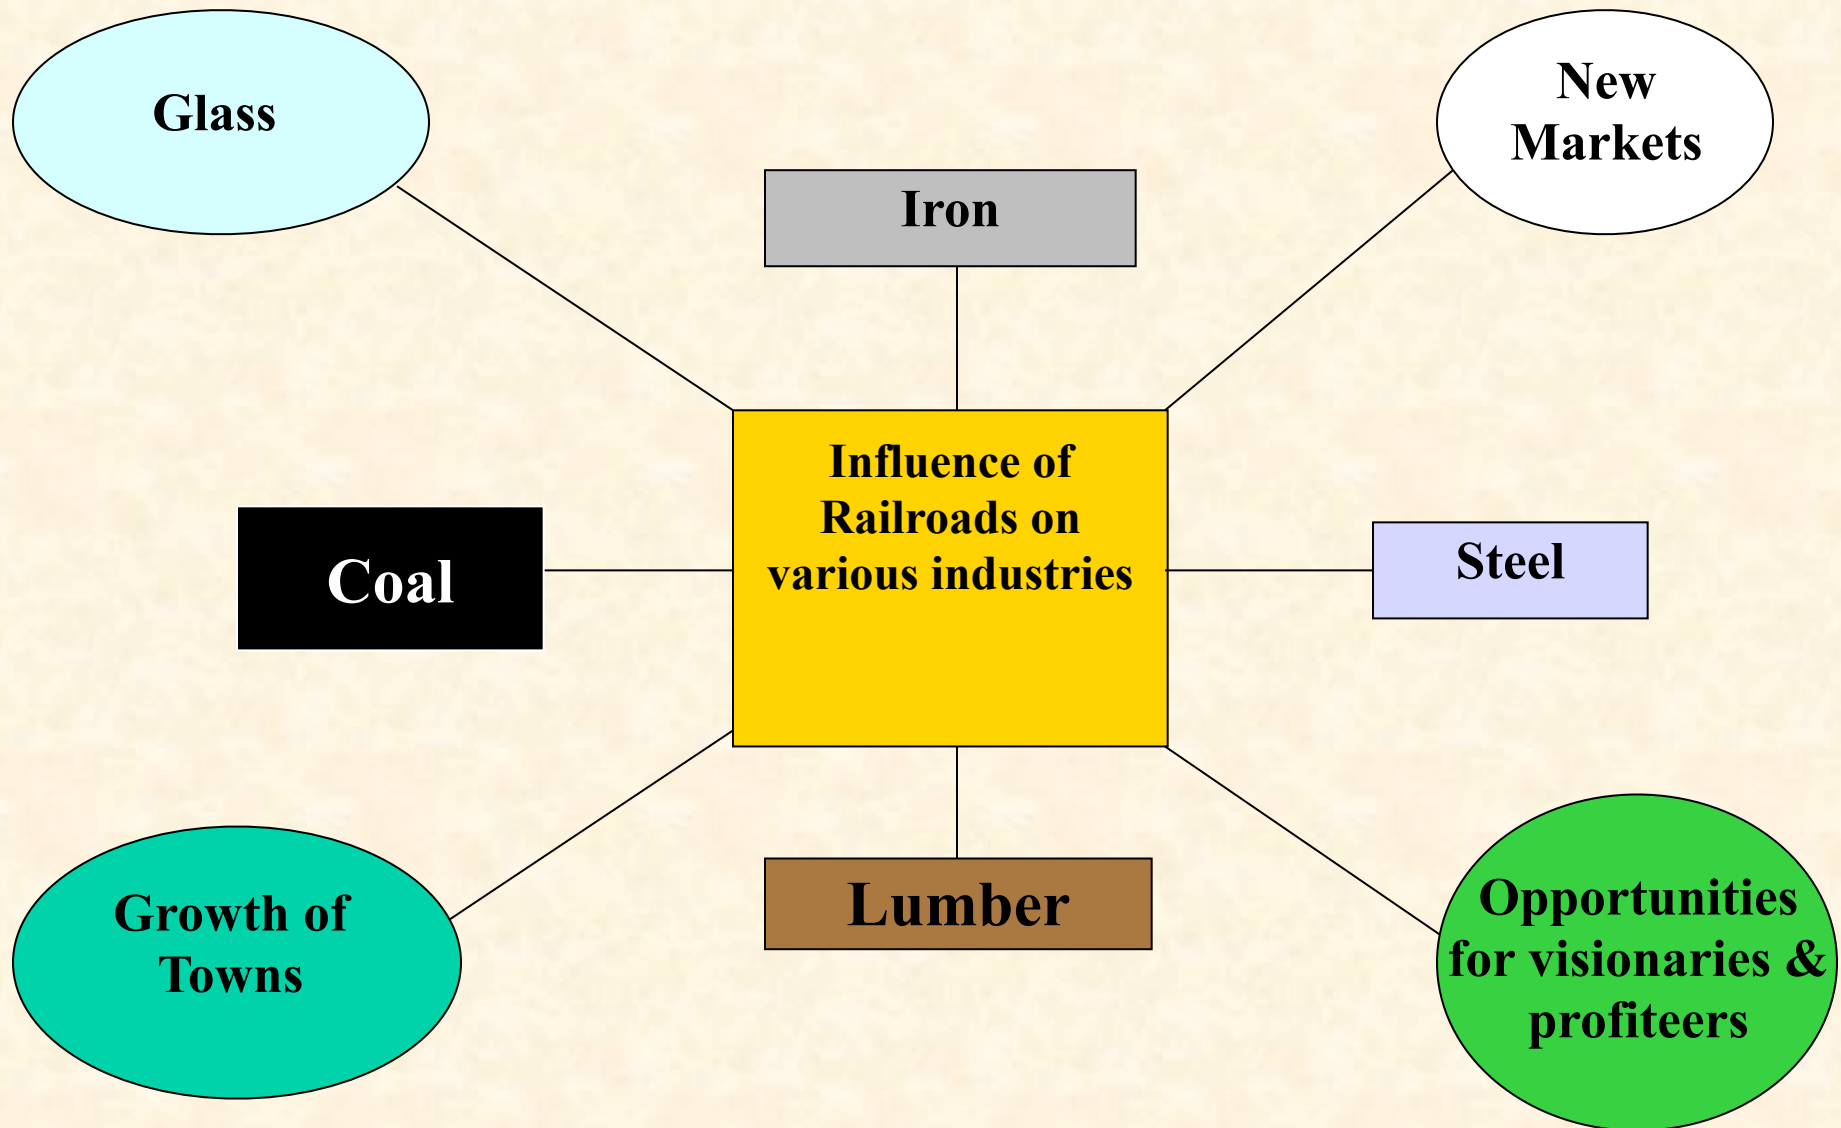 Glass
New
Markets
Iron
Influence of
Railroads on
various industries
Coal
Steel
Growth of
Towns
Lumber
Opportunities
for visionaries &
profiteers